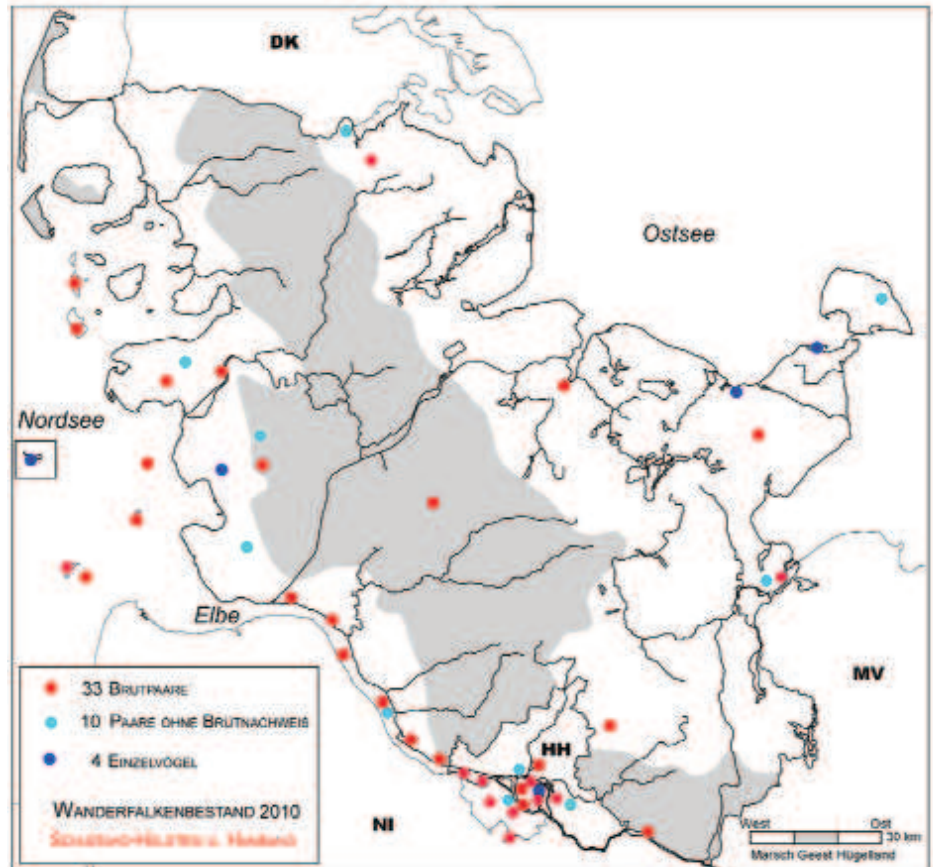 DK
Ostsee
Nordsee
Elbe
MV
HH
NI
33 BRUTPAARE
10 PAARE OHNE BRUTNACHWEIß
4 EINZELVÖGEL
WANDERFALKENBESTAND 2010
SCHLESWIG-HOLSTEIN U. HAMBURG
West Ost
30 km
Marsch Geest Hügelland